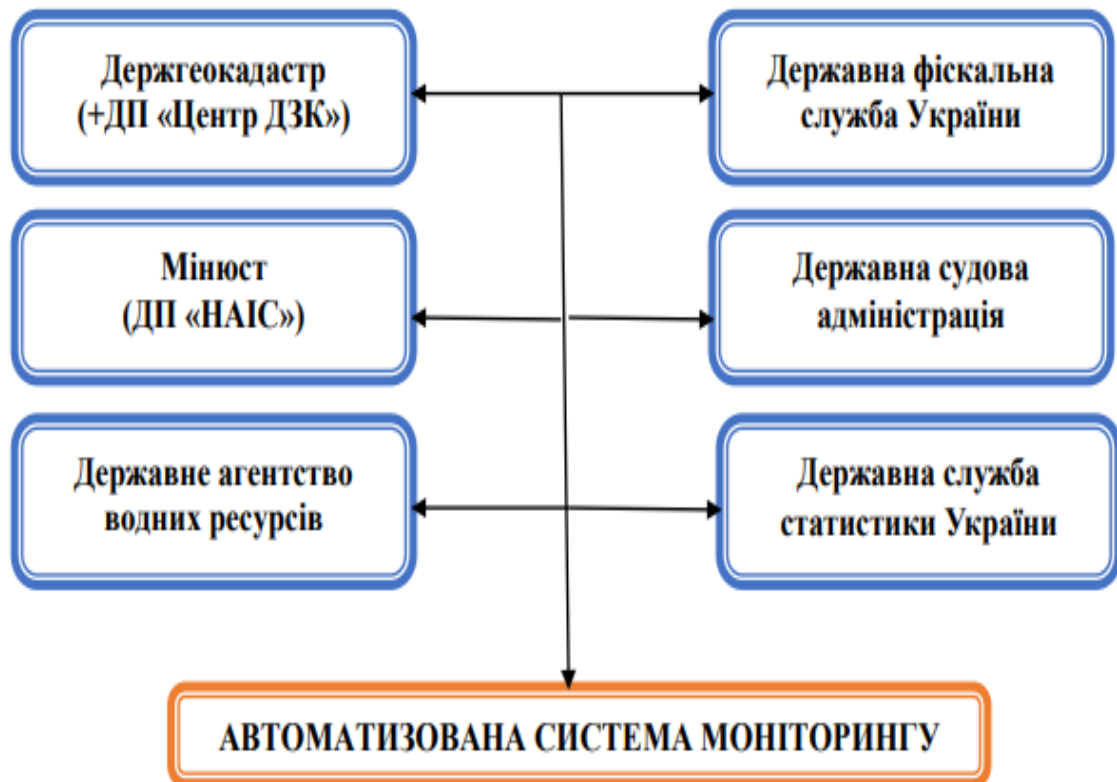 Держгеокадастр
(+ДП «Центр ДЗК»)
Державна фіскальна
служба України
Мінюст
(ДП «НАІС»)
Державна судова
адміністрація
Державне агентство
водних ресурсів
Державна служба
статистики України
АВТОМАТИЗОВАНА СИСТЕМА МОНІТОРИНГУ